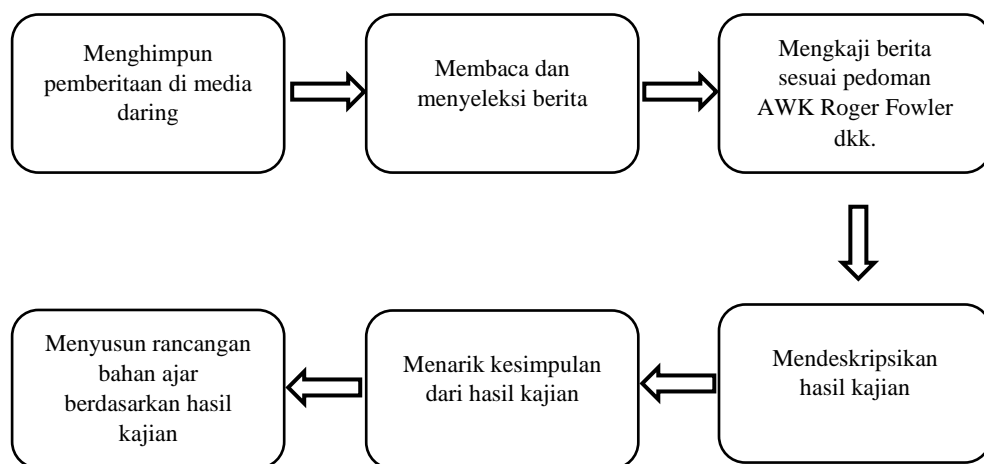 Menghimpun
pemberitaan di media
daring
Membaca dan
menyeleksi berita
Mengkaji berita
sesuai pedoman
AWK Roger Fowler
dkk.
Mendeskripsikan
hasil kajian
Menarik kesimpulan
dari hasil kajian
Menyusun rancangan
bahan ajar
berdasarkan hasil
kajian